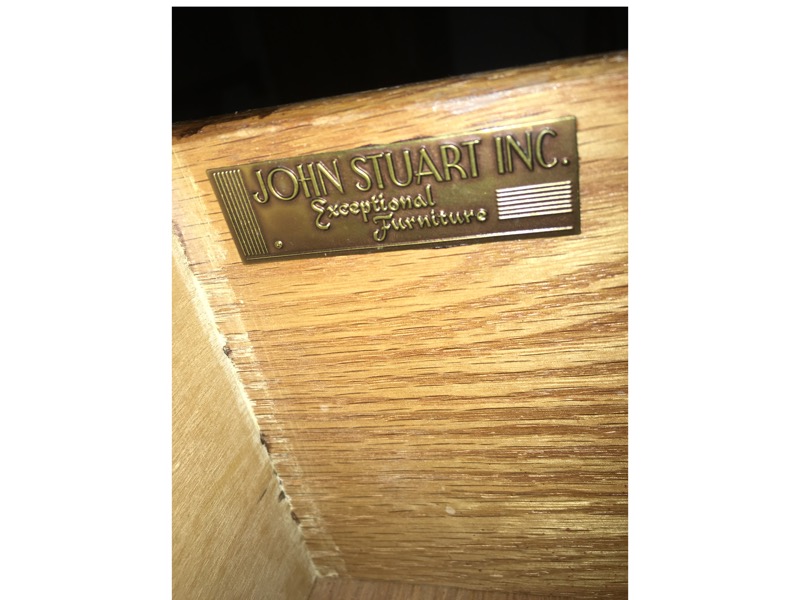 JOHN STUART INC.
Exceptional
Furniture